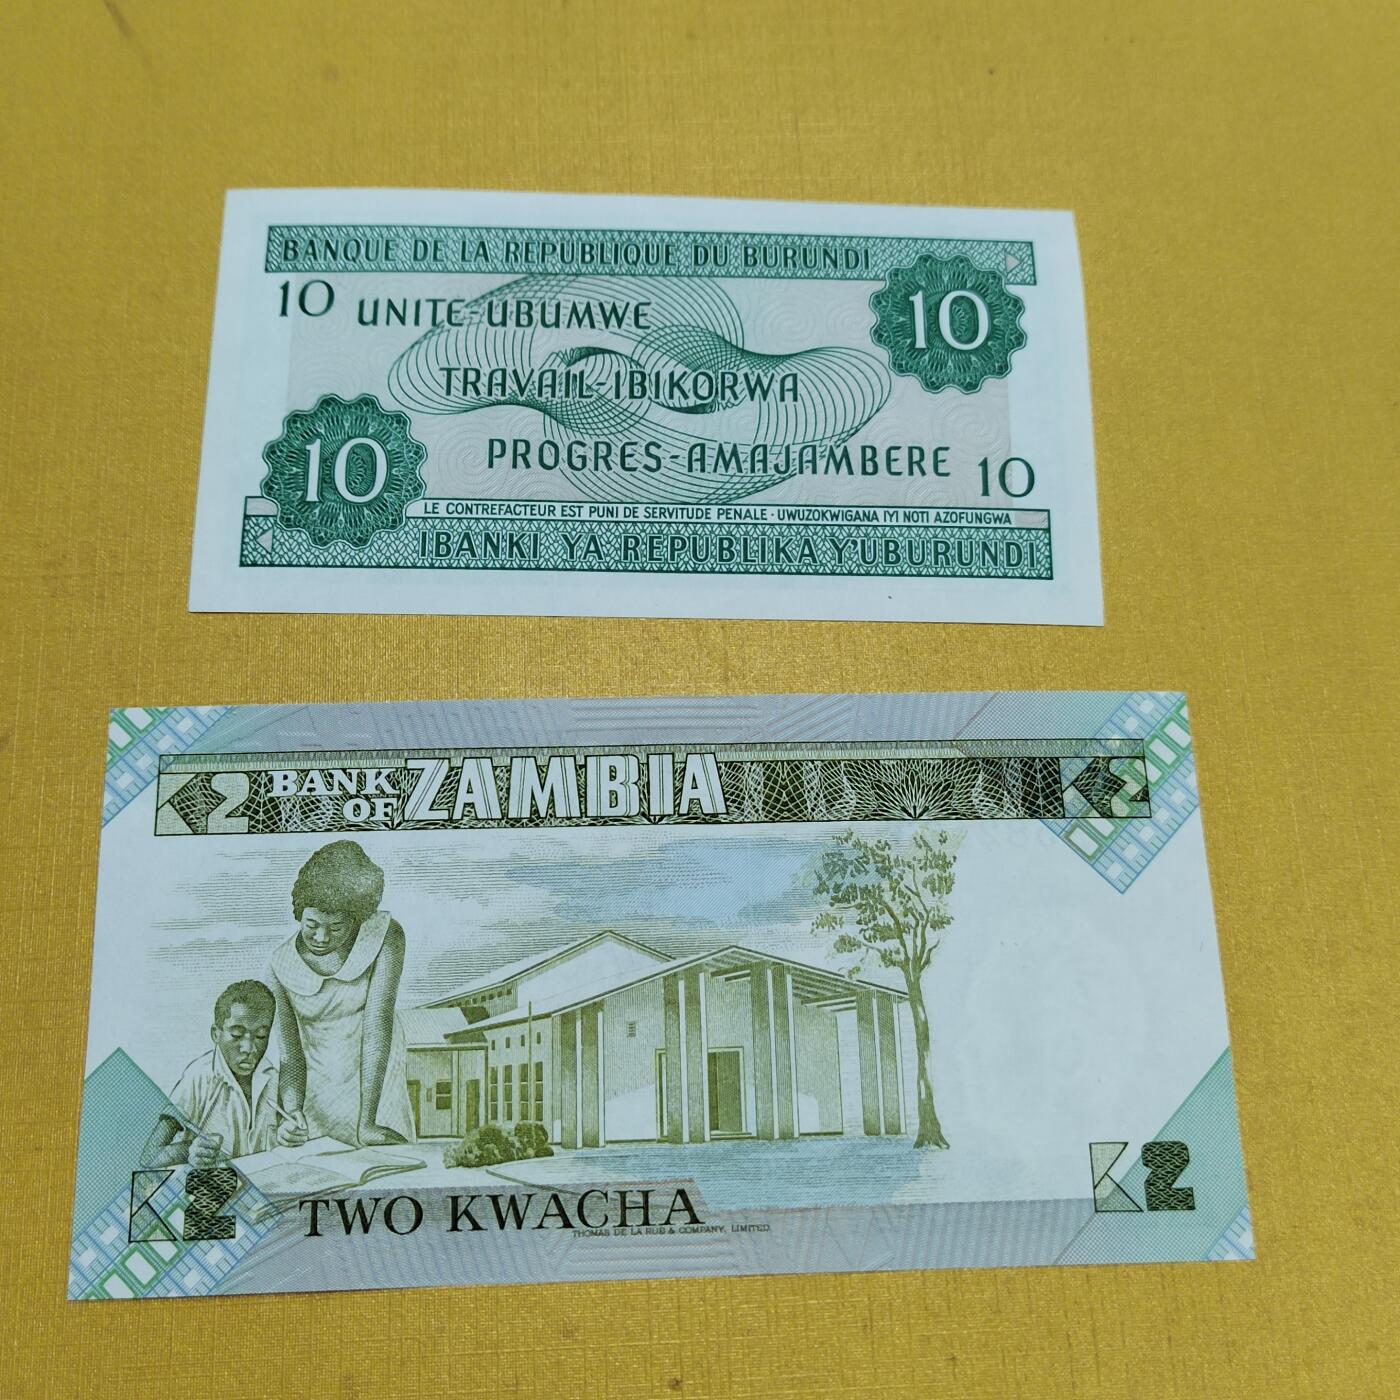 BANQUE DE LA REPUBLIQUE DU BURUNDI
10 UNITE-UBUMWE 10
TRAVAIL-IBIKORWA
10 PROGRES-AMAJAMBERE 10
LE CONTREFACTEUR EST PUNI DE SERVITUDE PENALE · UWUZOKWIGANA IYI NOTI AZOFUNGWA
IBANKI YA REPUBLIKA Y'UBURUNDI
K2 BANK OF ZAMBIA K2
K2 TWO KWACHA K2
THOMAS DE LA RUE & COMPANY, LIMITED